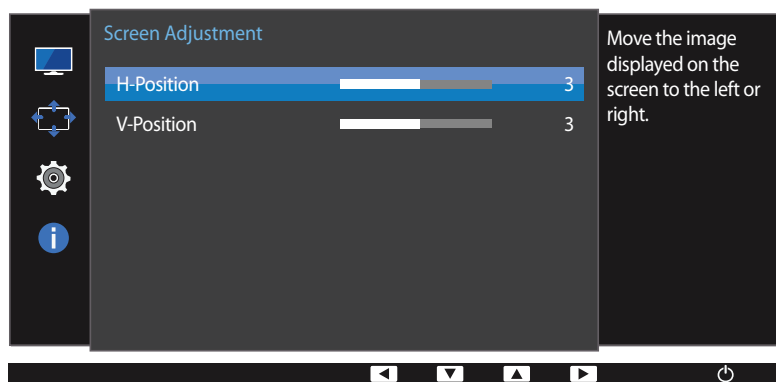 Screen Adjustment
H-Position 3
V-Position 3
Move the image
displayed on the
screen to the left or
right.